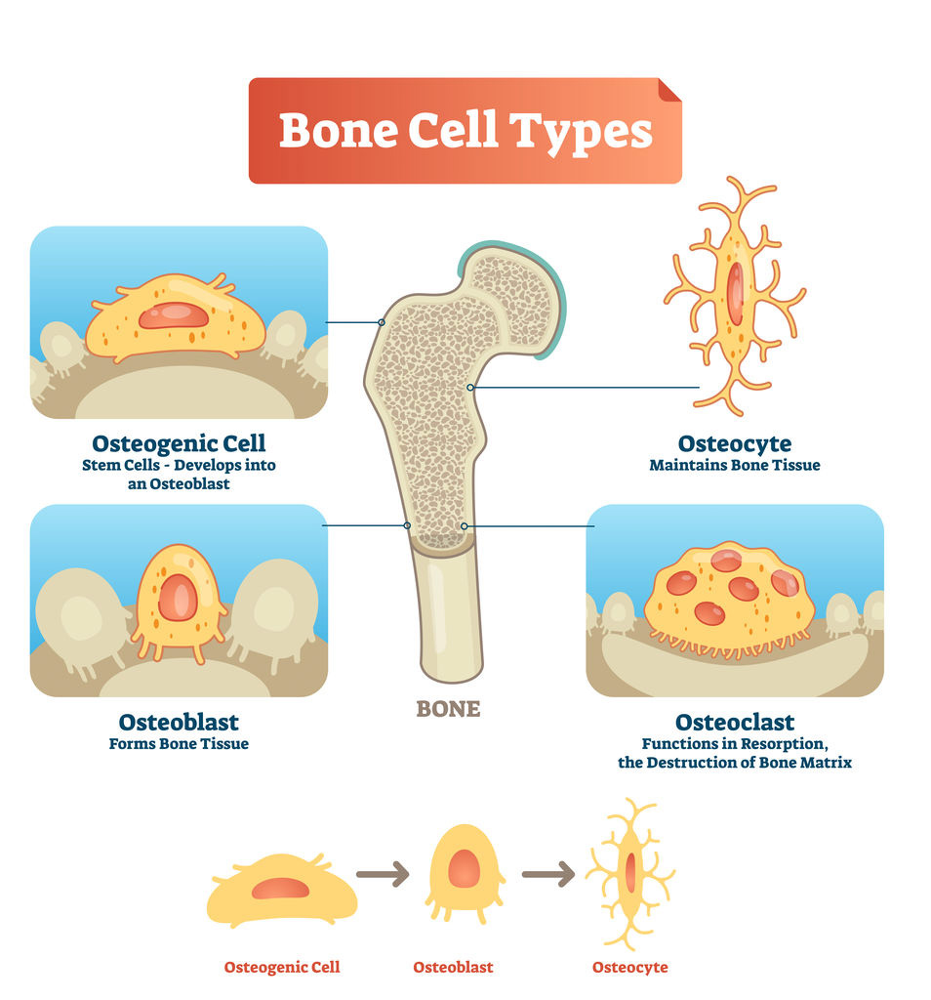 Bone Cell Types
Osteogenic Cell
Stem Cells - Develops into
an Osteoblast
Osteocyte
Maintains Bone Tissue
Osteoblast
Forms Bone Tissue
BONE
Osteoclast
Functions in Resorption,
the Destruction of Bone Matrix
Osteogenic Cell
Osteoblast
Osteocyte